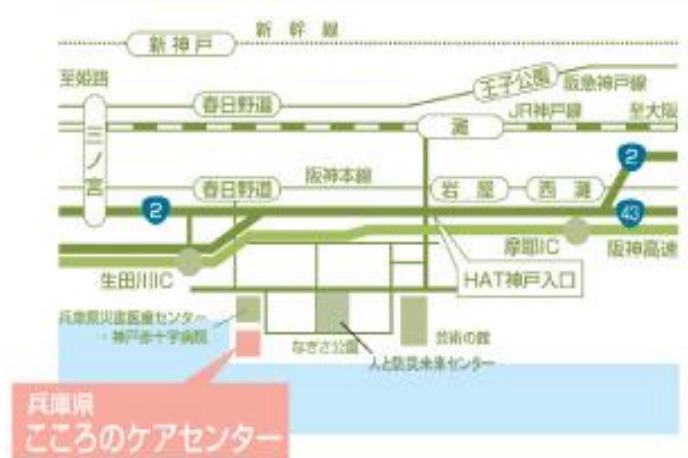 新幹線
新神戸
至姫路
王子公園
阪急神戸線
春日野道
JR神戸線
至大阪
三ノ宮
灘
2
阪神本線
春日野道
岩屋
西灘
2
43
摩耶IC
阪神高速
生田川IC
HAT神戸入口
兵庫県災害医療センター
・神戸赤十字病院
なぎさ公園
芸術の館
人と防災未来センター
兵庫県
こころのケアセンター